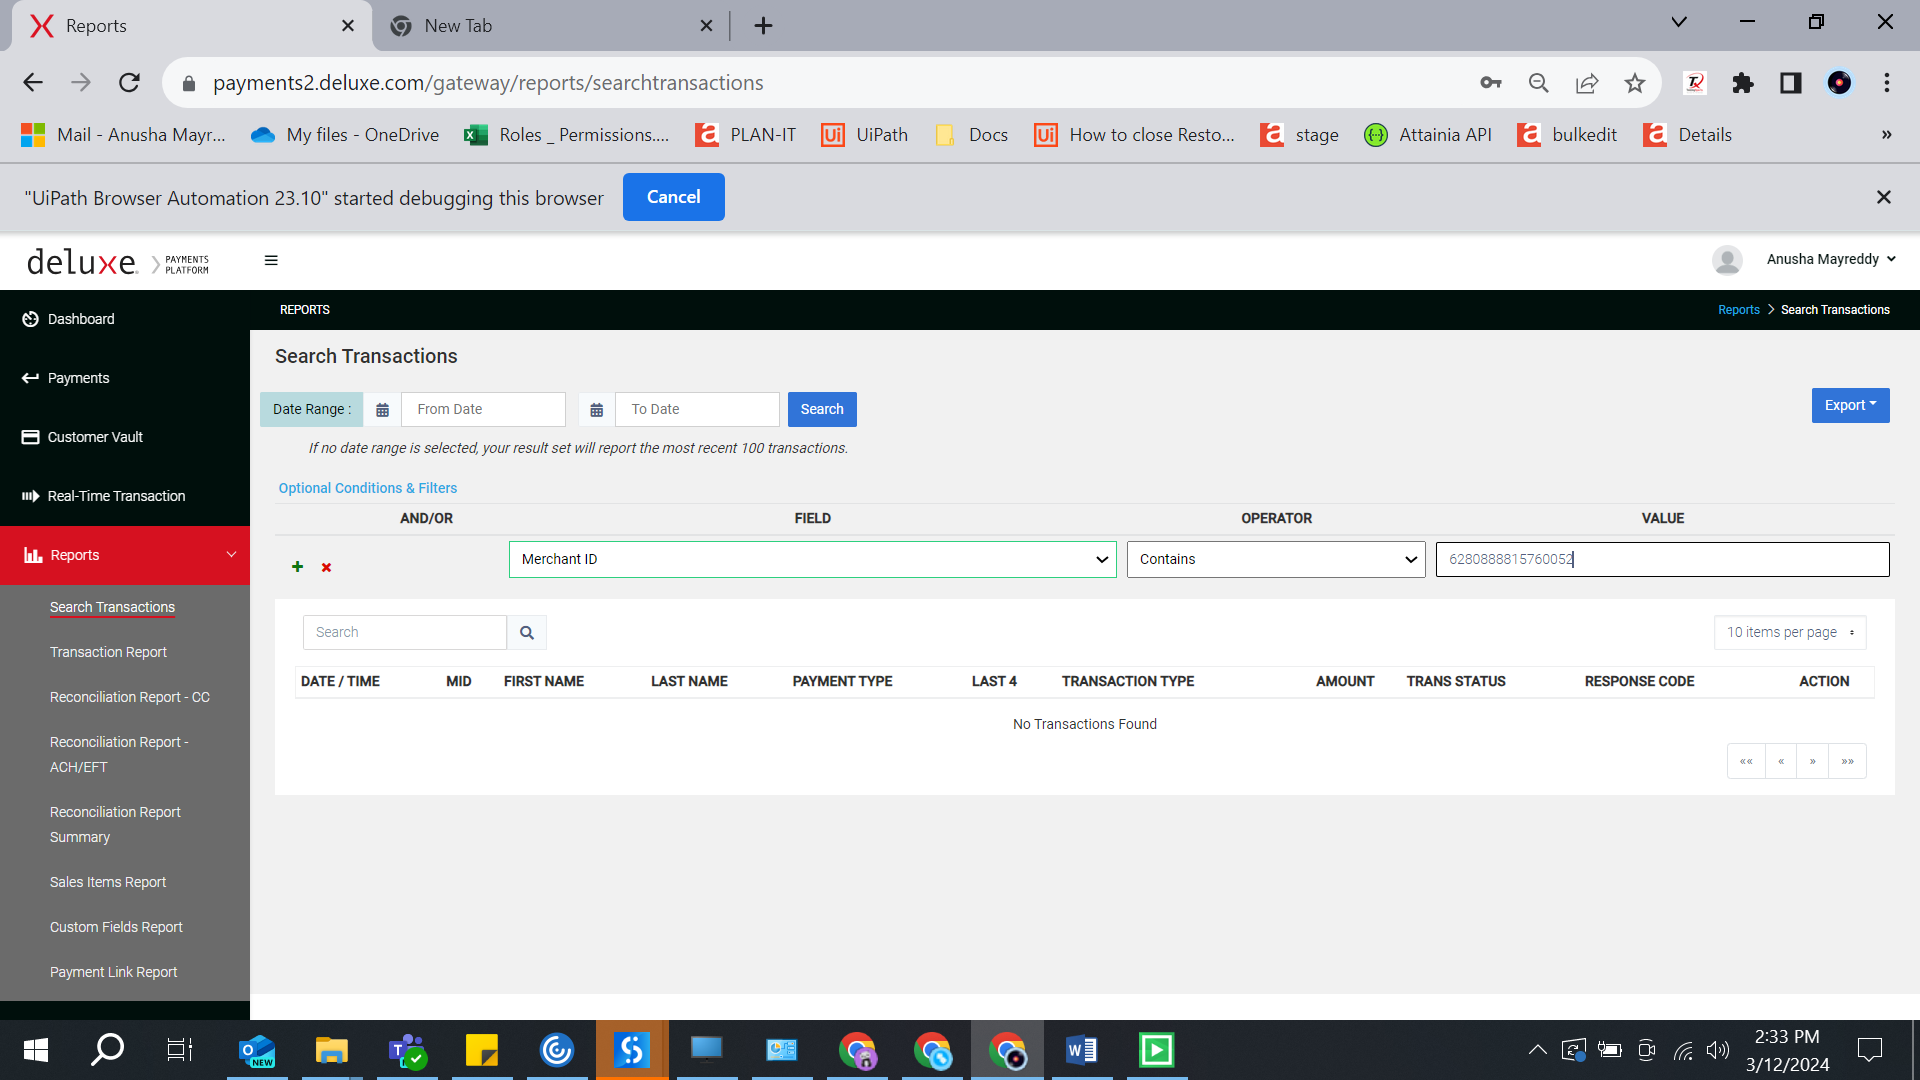 Reports
New Tab
payments2.deluxe.com/gateway/reports/searchtransactions
Mail - Anusha Mayr...
My files - OneDrive
Roles _ Permissions....
PLAN-IT
UiPath
Docs
How to close Resto...
stage
Attainia API
bulkedit
Details
»
"UiPath Browser Automation 23.10" started debugging this browser
Cancel
deluxe.
PAYMENTS
PLATFORM
Anusha Mayreddy
Dashboard
Payments
Customer Vault
Real-Time Transaction
Reports
Search Transactions
Transaction Report
Reconciliation Report - CC
Reconciliation Report -
ACH/EFT
Reconciliation Report
Summary
Sales Items Report
Custom Fields Report
Payment Link Report
REPORTS
Reports > Search Transactions
Search Transactions
Date Range :
From Date
To Date
Search
Export
If no date range is selected, your result set will report the most recent 100 transactions.
Optional Conditions & Filters
AND/OR FIELD OPERATOR VALUE
Merchant ID
Contains
6280888815760052
Search
10 items per page
DATE / TIME MID FIRST NAME LAST NAME PAYMENT TYPE LAST 4 TRANSACTION TYPE AMOUNT TRANS STATUS RESPONSE CODE ACTION
No Transactions Found
«« « » »»
NEW
2:33 PM
3/12/2024